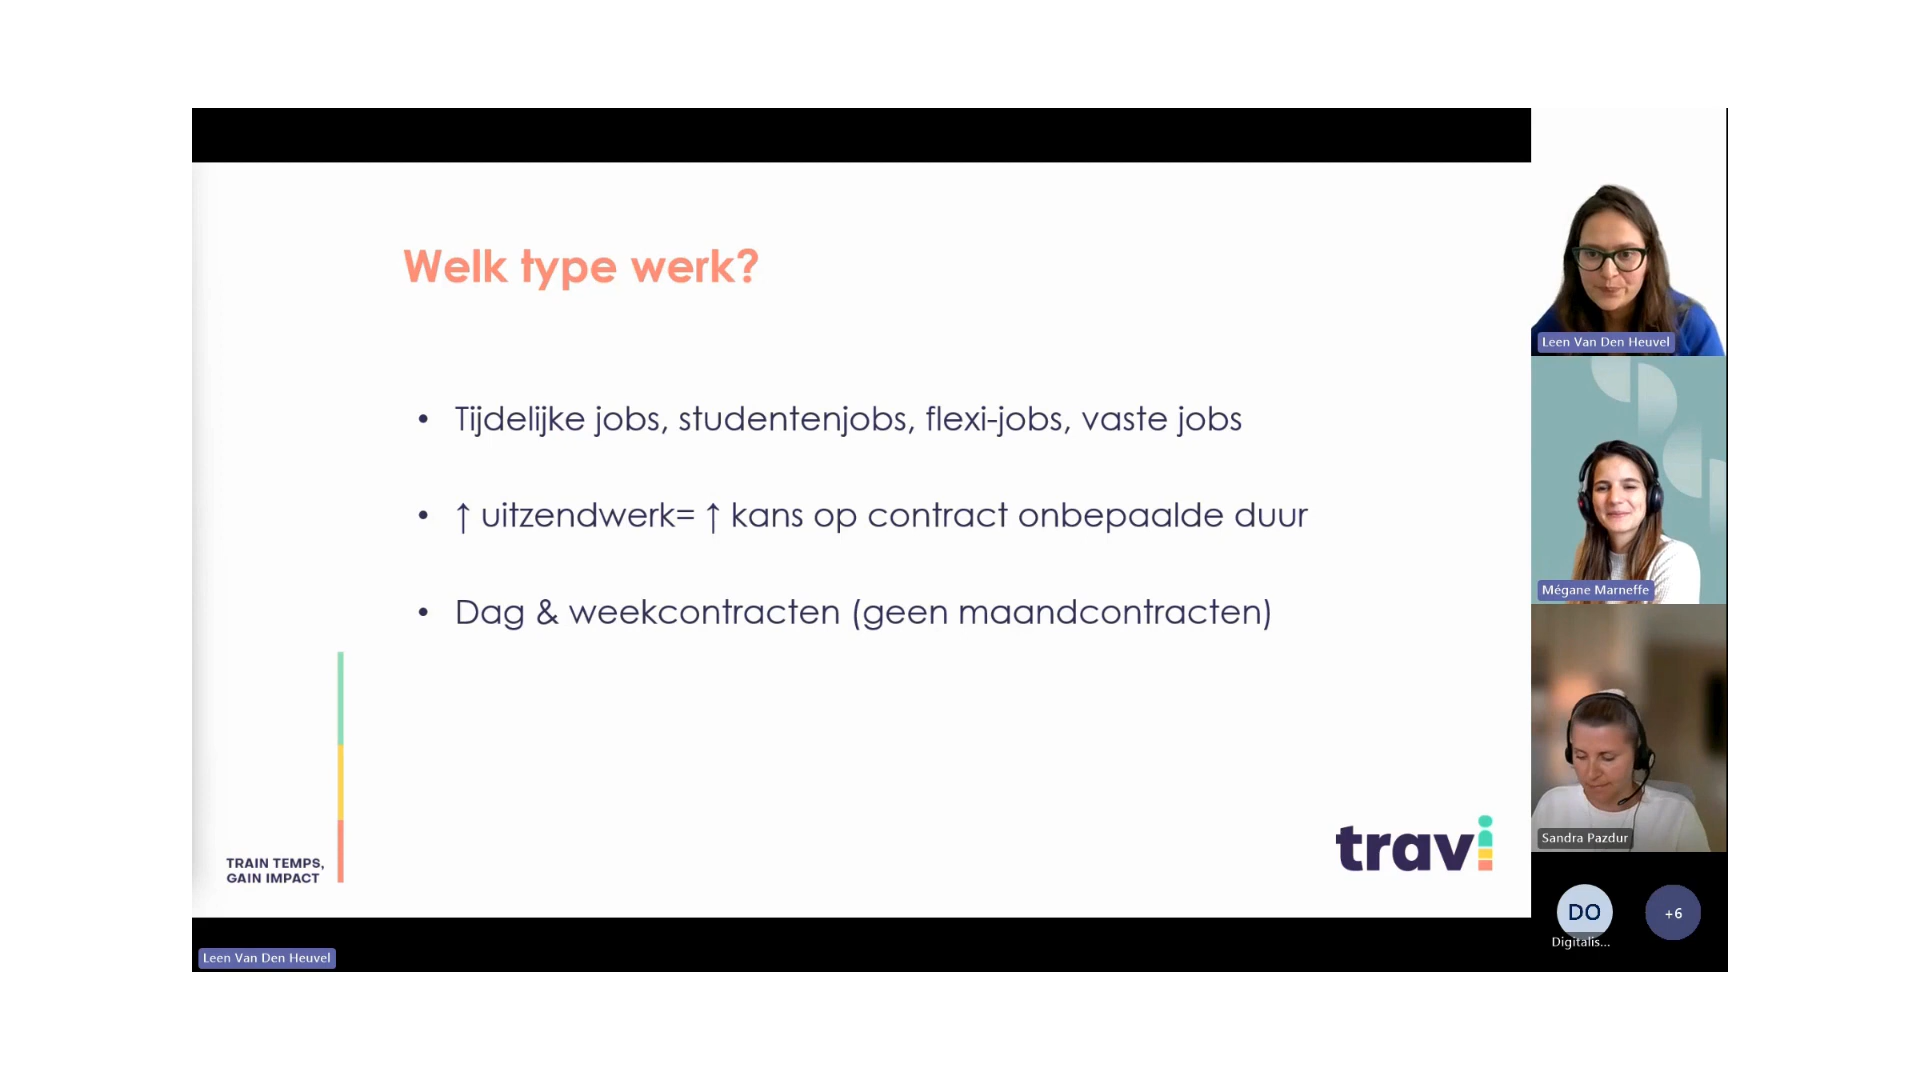 Welk type werk?
• Tijdelijke jobs, studentenjobs, flexi-jobs, vaste jobs
• ↑ uitzendwerk= ↑ kans op contract onbepaalde duur
• Dag & weekcontracten (geen maandcontracten)
TRAIN TEMPS,
GAIN IMPACT
travi
Leen Van Den Heuvel
Leen Van Den Heuvel
Mégane Marneffe
Sandra Pazdur
DO
Digitalis...
+6